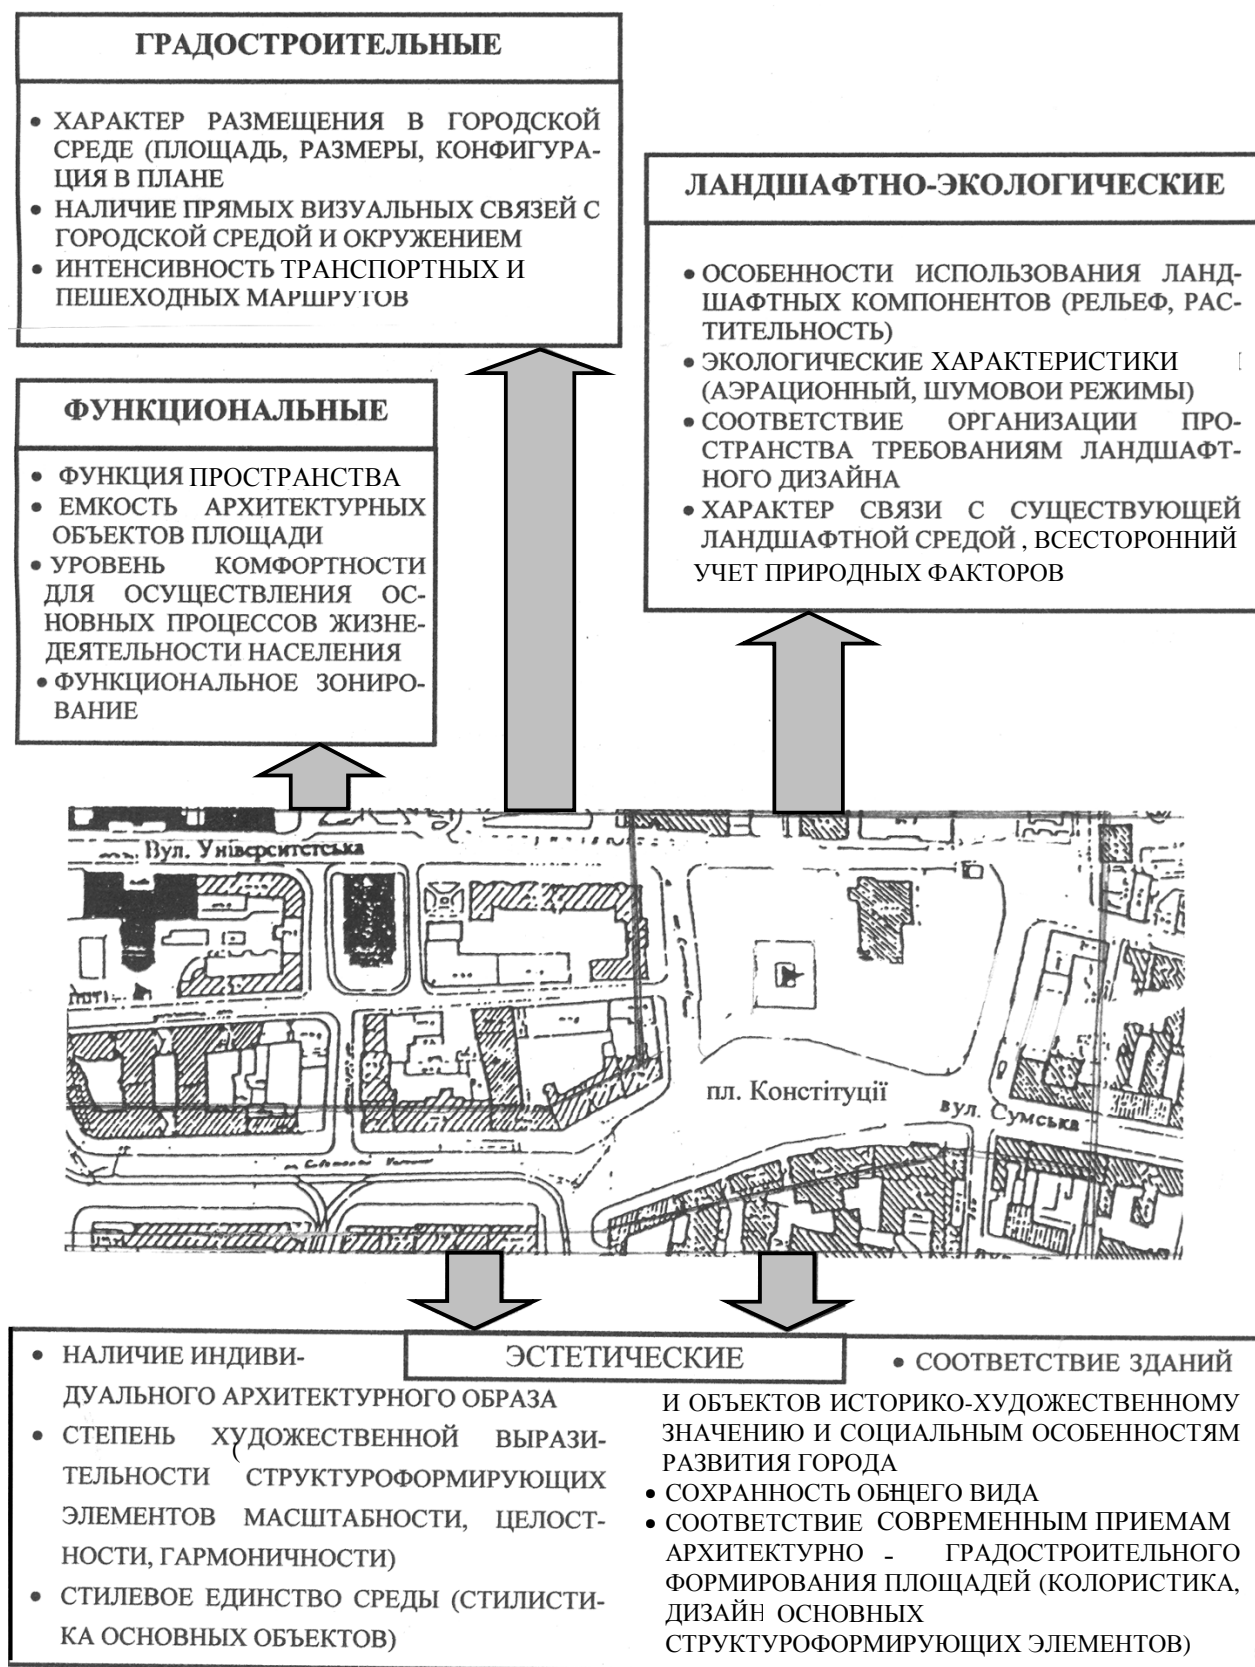 ГРАДОСТРОИТЕЛЬНЫЕ
• ХАРАКТЕР РАЗМЕЩЕНИЯ В ГОРОДСКОЙ
СРЕДЕ (ПЛОЩАДЬ, РАЗМЕРЫ, КОНФИГУРА-
ЦИЯ В ПЛАНЕ
• НАЛИЧИЕ ПРЯМЫХ ВИЗУАЛЬНЫХ СВЯЗЕЙ С
ГОРОДСКОЙ СРЕДОЙ И ОКРУЖЕНИЕМ
• ИНТЕНСИВНОСТЬ ТРАНСПОРТНЫХ И
ПЕШЕХОДНЫХ МАРШРУТОВ
ЛАНДШАФТНО-ЭКОЛОГИЧЕСКИЕ
• ОСОБЕННОСТИ ИСПОЛЬЗОВАНИЯ ЛАНД-
ШАФТНЫХ КОМПОНЕНТОВ (РЕЛЬЕФ, РАС-
ТИТЕЛЬНОСТЬ)
• ЭКОЛОГИЧЕСКИЕ ХАРАКТЕРИСТИКИ
(АЭРАЦИОННЫЙ, ШУМОВОЙ РЕЖИМЫ)
• СООТВЕТСТВИЕ ОРГАНИЗАЦИИ ПРО-
СТРАНСТВА ТРЕБОВАНИЯМ ЛАНДШАФТ-
НОГО ДИЗАЙНА
• ХАРАКТЕР СВЯЗИ С СУЩЕСТВУЮЩЕЙ
ЛАНДШАФТНОЙ СРЕДОЙ , ВСЕСТОРОННИЙ
УЧЕТ ПРИРОДНЫХ ФАКТОРОВ
ФУНКЦИОНАЛЬНЫЕ
• ФУНКЦИЯ ПРОСТРАНСТВА
• ЕМКОСТЬ АРХИТЕКТУРНЫХ
ОБЪЕКТОВ ПЛОЩАДИ
• УРОВЕНЬ КОМФОРТНОСТИ
ДЛЯ ОСУЩЕСТВЛЕНИЯ ОС-
НОВНЫХ ПРОЦЕССОВ ЖИЗНЕ-
ДЕЯТЕЛЬНОСТИ НАСЕЛЕНИЯ
• ФУНКЦИОНАЛЬНОЕ ЗОНИРО-
ВАНИЕ
Вул. Університетська
пл. Констітуції
вул. Сумська
ЭСТЕТИЧЕСКИЕ
• НАЛИЧИЕ ИНДИВИ-
ДУАЛЬНОГО АРХИТЕКТУРНОГО ОБРАЗА
• СТЕПЕНЬ ХУДОЖЕСТВЕННОЙ ВЫРАЗИ-
ТЕЛЬНОСТИ СТРУКТУРОФОРМИРУЮЩИХ
ЭЛЕМЕНТОВ МАСШТАБНОСТИ, ЦЕЛОСТ-
НОСТИ, ГАРМОНИЧНОСТИ)
• СТИЛЕВОЕ ЕДИНСТВО СРЕДЫ (СТИЛИСТИ-
КА ОСНОВНЫХ ОБЪЕКТОВ)
• СООТВЕТСТВИЕ ЗДАНИЙ
И ОБЪЕКТОВ ИСТОРИКО-ХУДОЖЕСТВЕННОМУ
ЗНАЧЕНИЮ И СОЦИАЛЬНЫМ ОСОБЕННОСТЯМ
РАЗВИТИЯ ГОРОДА
• СОХРАННОСТЬ ОБЩЕГО ВИДА
• СООТВЕТСТВИЕ СОВРЕМЕННЫМ ПРИЕМАМ
АРХИТЕКТУРНО - ГРАДОСТРОИТЕЛЬНОГО
ФОРМИРОВАНИЯ ПЛОЩАДЕЙ (КОЛОРИСТИКА,
ДИЗАЙН ОСНОВНЫХ
СТРУКТУРОФОРМИРУЮЩИХ ЭЛЕМЕНТОВ)